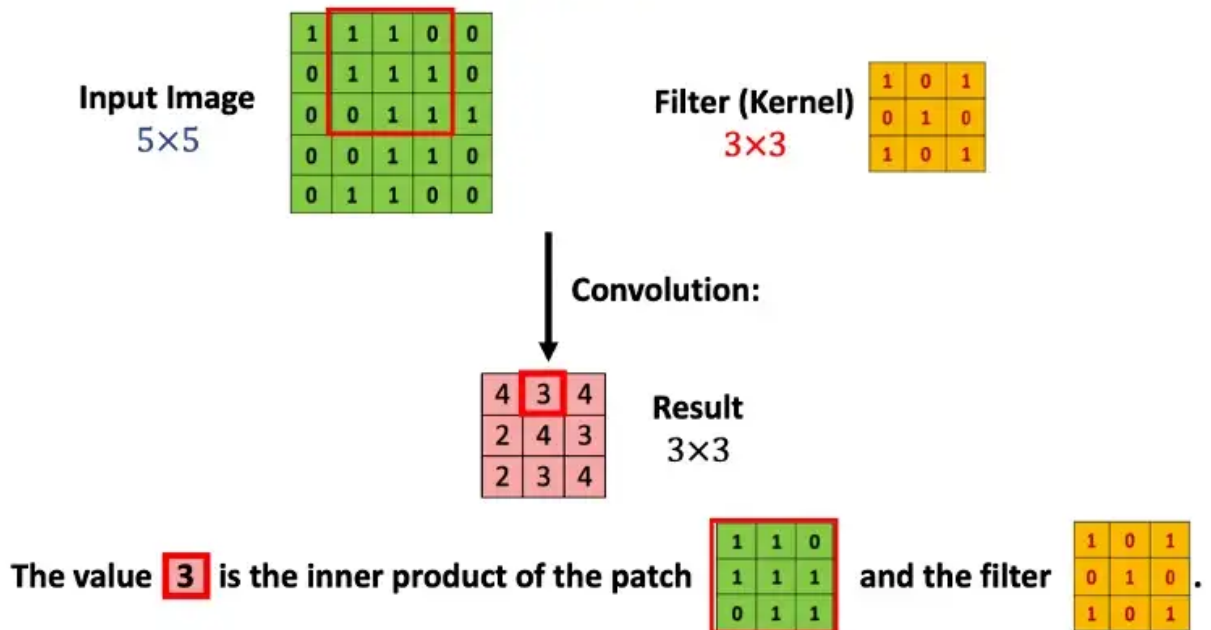 1 1 1 0 0
0 1 1 1 0
0 0 1 1 1
0 0 1 1 0
0 1 1 0 0
Input Image
5×5
Filter (Kernel)
3×3
1 0 1
0 1 0
1 0 1
Convolution:
4 3 4
2 4 3
2 3 4
Result
3×3
The value 3 is the inner product of the patch
1 1 0
1 1 1
0 1 1
and the filter
1 0 1
0 1 0
1 0 1
.